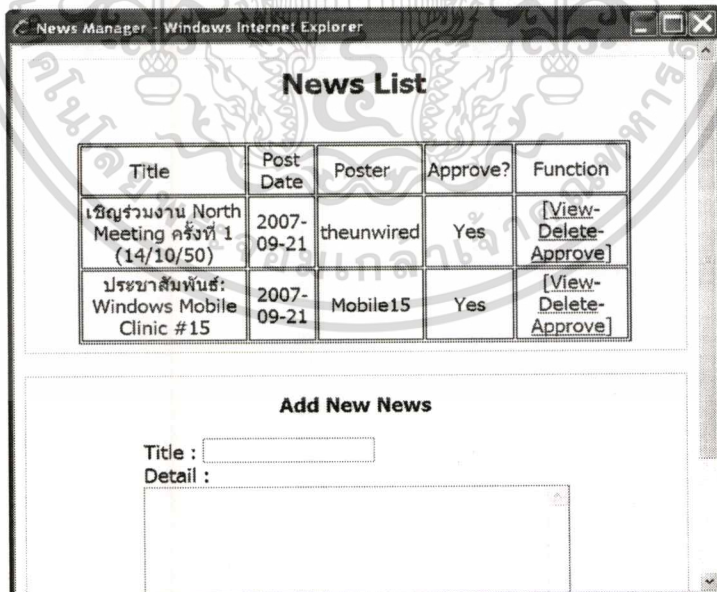 News Manager - Windows Internet Explorer
News List
Title Post Date Poster Approve? Function
เชิญร่วมงาน North Meeting ครั้งที่ 1 (14/10/50) 2007-09-21 theunwired Yes [View-Delete-Approve]
ประชาสัมพันธ์: Windows Mobile Clinic #15 2007-09-21 Mobile15 Yes [View-Delete-Approve]
Add New News
Title :
Detail :